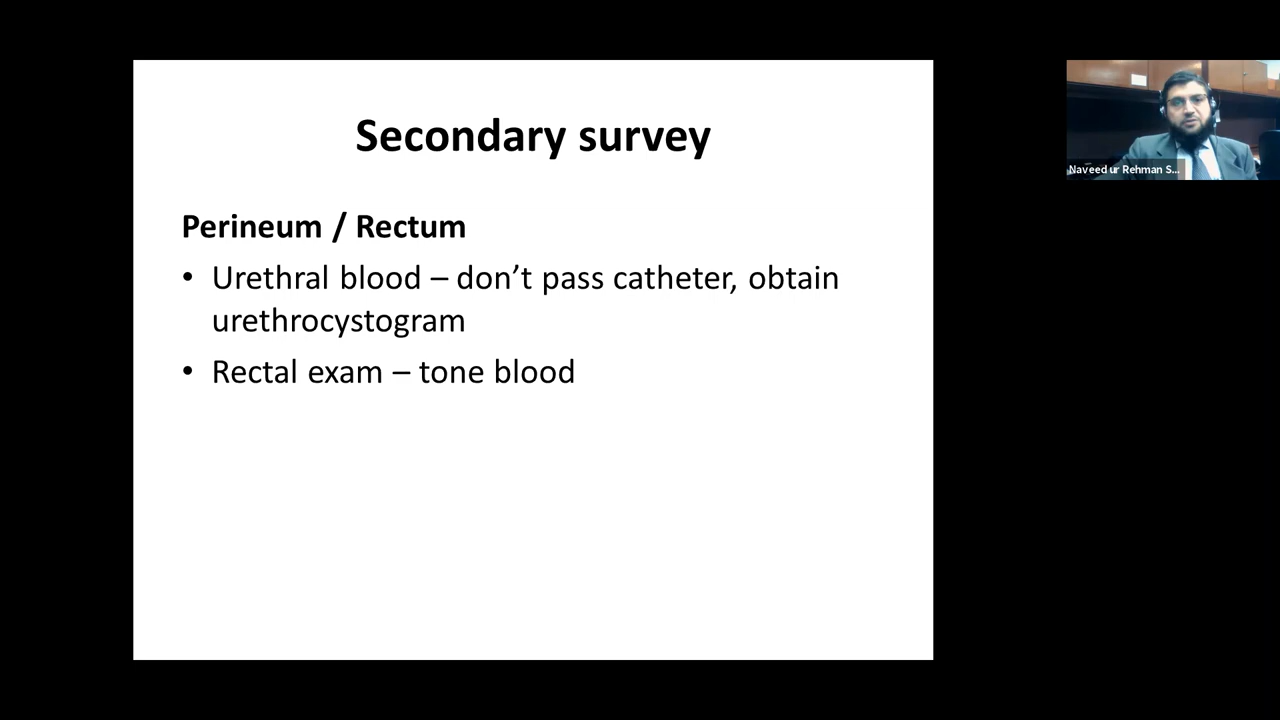 Secondary survey
Perineum / Rectum
• Urethral blood – don’t pass catheter, obtain
urethrocystogram
• Rectal exam – tone blood
Naveed ur Rehman S...